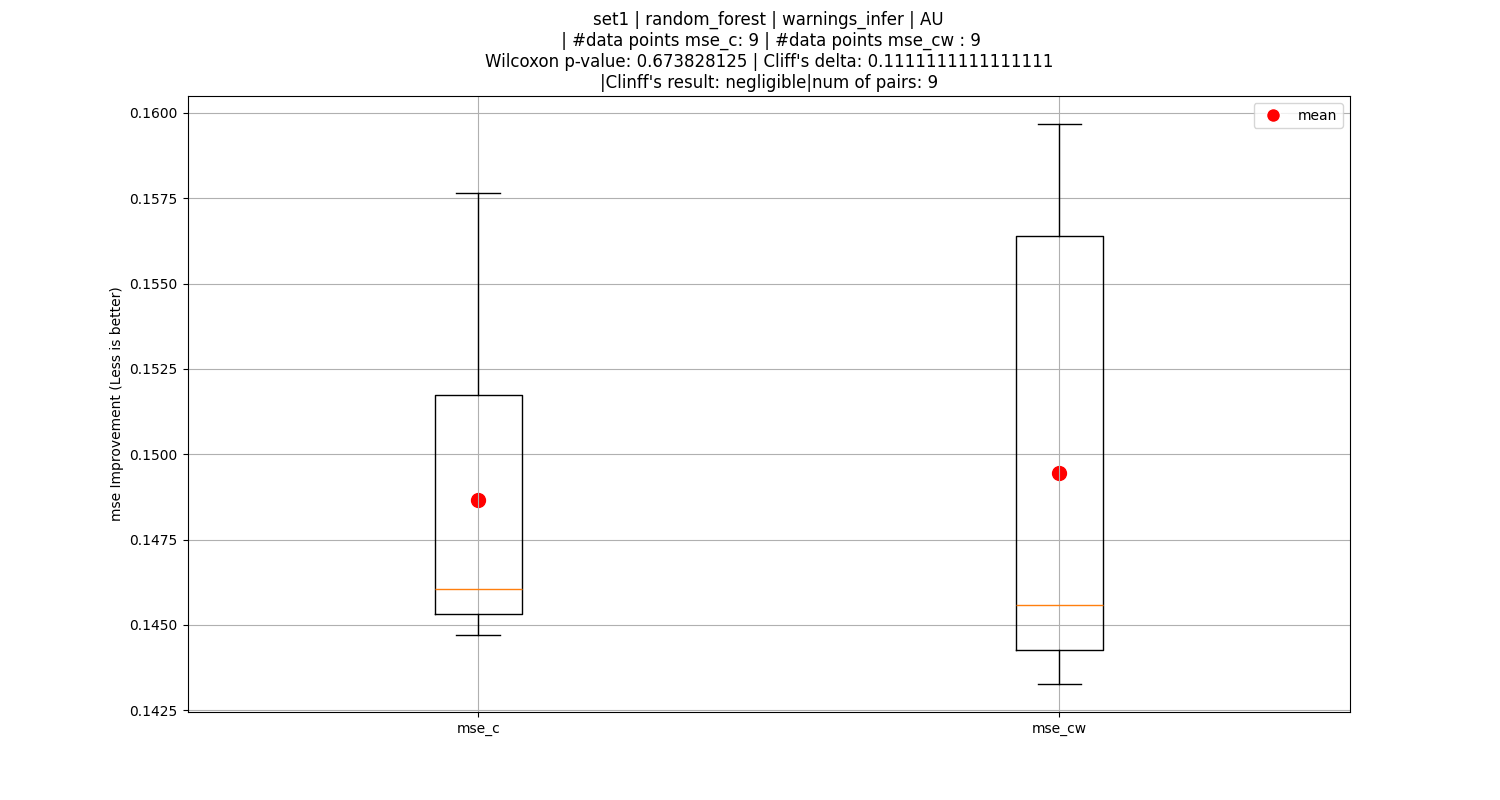 set1 | random_forest | warnings_infer | AU
| #data points mse_c: 9 | #data points mse_cw : 9
Wilcoxon p-value: 0.673828125 | Cliff's delta: 0.1111111111111111
|Clinff's result: negligible|num of pairs: 9
mean
0.1600
0.1575
0.1550
0.1525
0.1500
0.1475
0.1450
0.1425
mse Improvement (Less is better)
mse_c
mse_cw